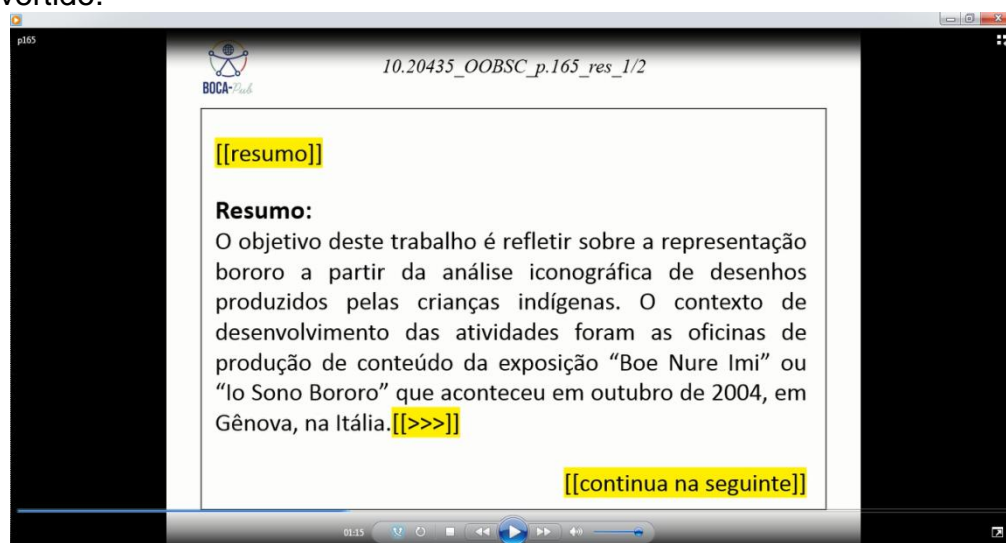 vertido.
p165
10.20435_OOBSC_p.165_res_1/2
BOCA-Pub
[[resumo]]
Resumo:
O objetivo deste trabalho é refletir sobre a representação
bororo a partir da análise iconográfica de desenhos
produzidos pelas crianças indígenas. O contexto de
desenvolvimento das atividades foram as oficinas de
produção de conteúdo da exposição “Boe Nure Imi” ou
“Io Sono Bororo” que aconteceu em outubro de 2004, em
Gênova, na Itália.[[>>>]]
[[continua na seguinte]]
01:15